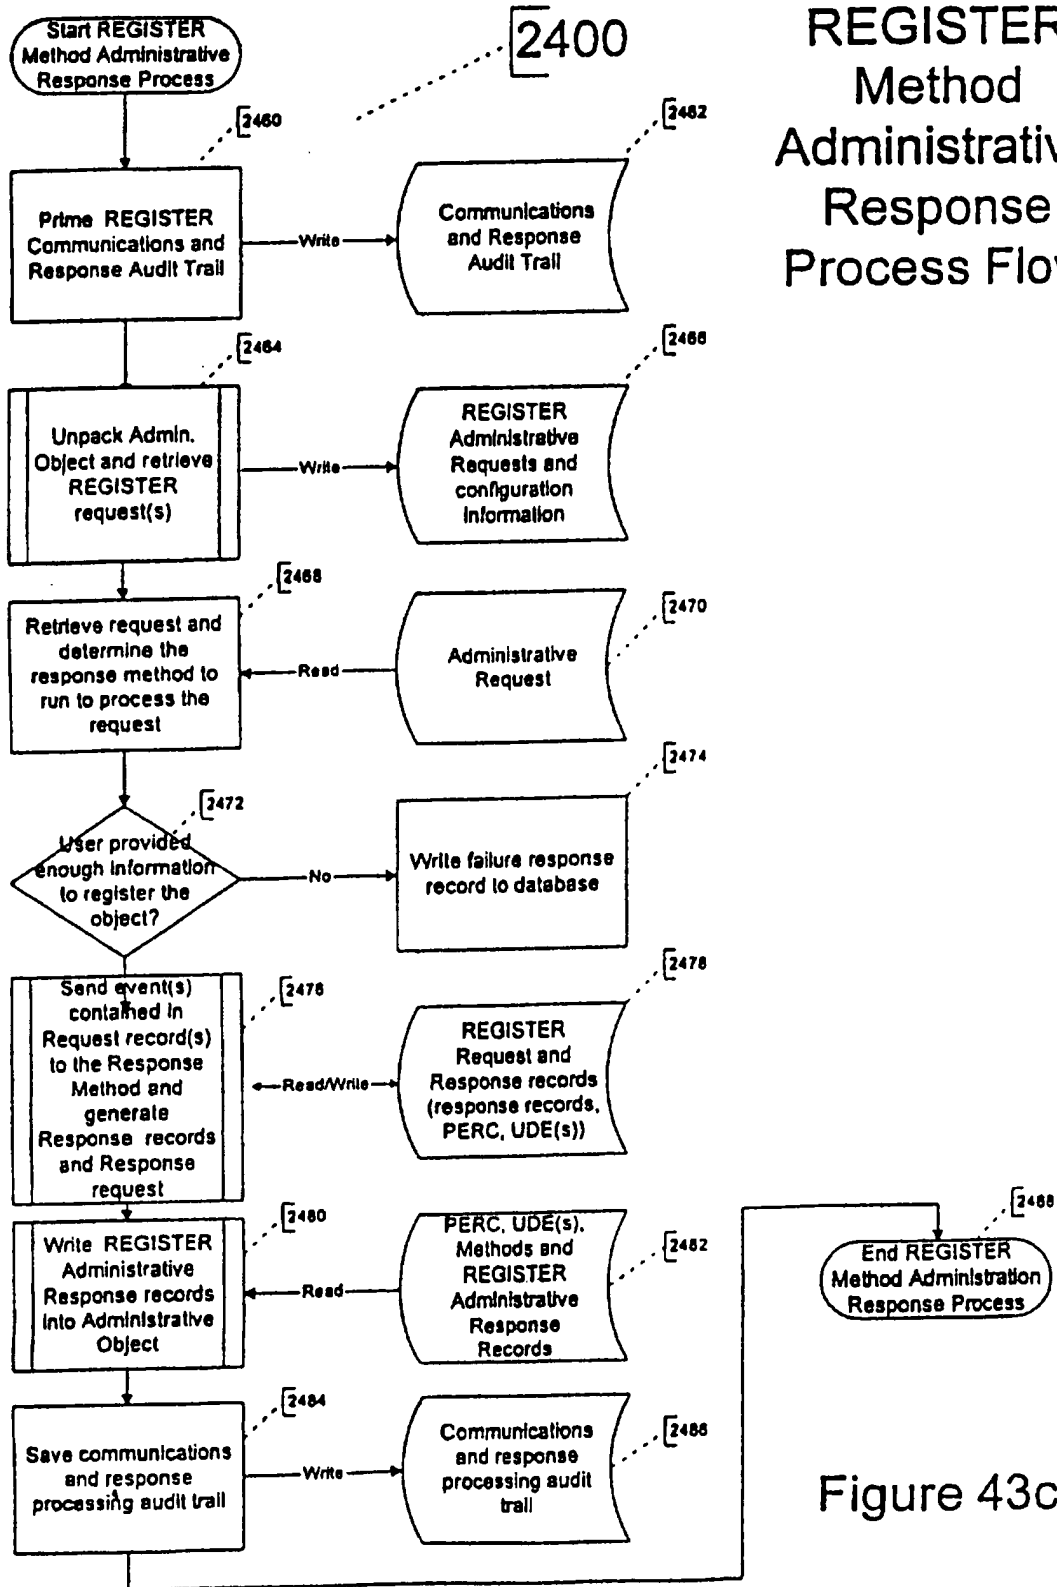 Start REGISTER
Method Administrative
Response Process
2400
REGISTER
Method
Administrativ
Response
Process Flow
2460
Prime REGISTER
Communications and
Response Audit Trail
Write
2462
Communications
and Response
Audit Trail
2464
Unpack Admin.
Object and retrieve
REGISTER
request(s)
Write
2466
REGISTER
Administrative
Requests and
configuration
Information
2468
Retrieve request and
determine the
response method to
run to process the
request
Read
2470
Administrative
Request
2472
User provided
enough information
to register the
object?
No
2474
Write failure response
record to database
2476
Send event(s)
contained in
Request record(s)
to the Response
Method and
generate
Response records
and Response
request
Read/Write
2478
REGISTER
Request and
Response records
(response records,
PERC, UDE(s))
2480
Write REGISTER
Administrative
Response records
into Administrative
Object
Read
2482
PERC, UDE(s),
Methods and
REGISTER
Administrative
Response
Records
2488
End REGISTER
Method Administration
Response Process
2484
Save communications
and response
processing audit trail
Write
2486
Communications
and response
processing audit
trail
Figure 43c